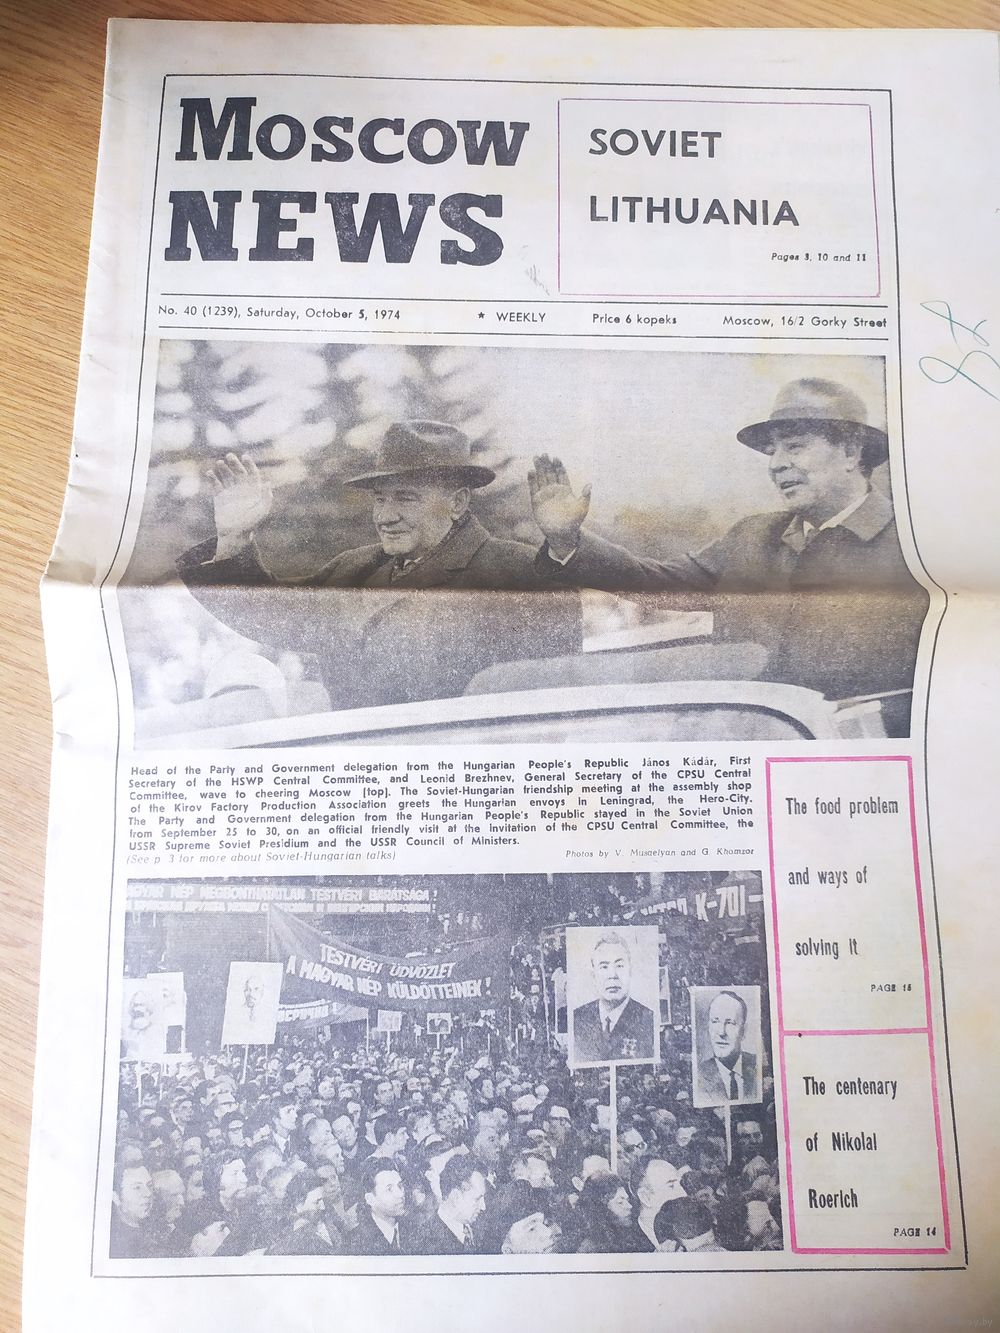 MOSCOW
NEWS
SOVIET
LITHUANIA
Pages 3, 10 and 11
No. 40 (1239), Saturday, October 5, 1974
★ WEEKLY
Price 6 kopeks
Moscow, 16/2 Gorky Street
Head of the Party and Government delegation from the Hungarian People's Republic János Kádár, First
Secretary of the HSWP Central Committee, and Leonid Brezhnev, General Secretary of the CPSU Central
Committee, wave to cheering Moscow (top). The Soviet-Hungarian friendship meeting at the assembly shop
of the Kirov Factory Production Association greets the Hungarian envoys in Leningrad, the Hero-City.
The Party and Government delegation from the Hungarian People's Republic stayed in the Soviet Union
from September 25 to 30, on an official friendly visit at the invitation of the CPSU Central Committee, the
USSR Supreme Soviet Presidium and the USSR Council of Ministers.
(See p. 3 for more about Soviet-Hungarian talks)
Photos by V. Musaelyan and G. Khomzor
The food problem
and ways of
solving it
PAGE 15
The centenary
of Nikolai
Roerich
PAGE 14
MAGYAR NÉP MEGDÖNTHETETLEN TESTVÉRI BARÁTSÁGA!
K-701
TESTVÉRI ÜDVÖZLET
A MAGYAR NÉP KÜLDÖTTEINEK!